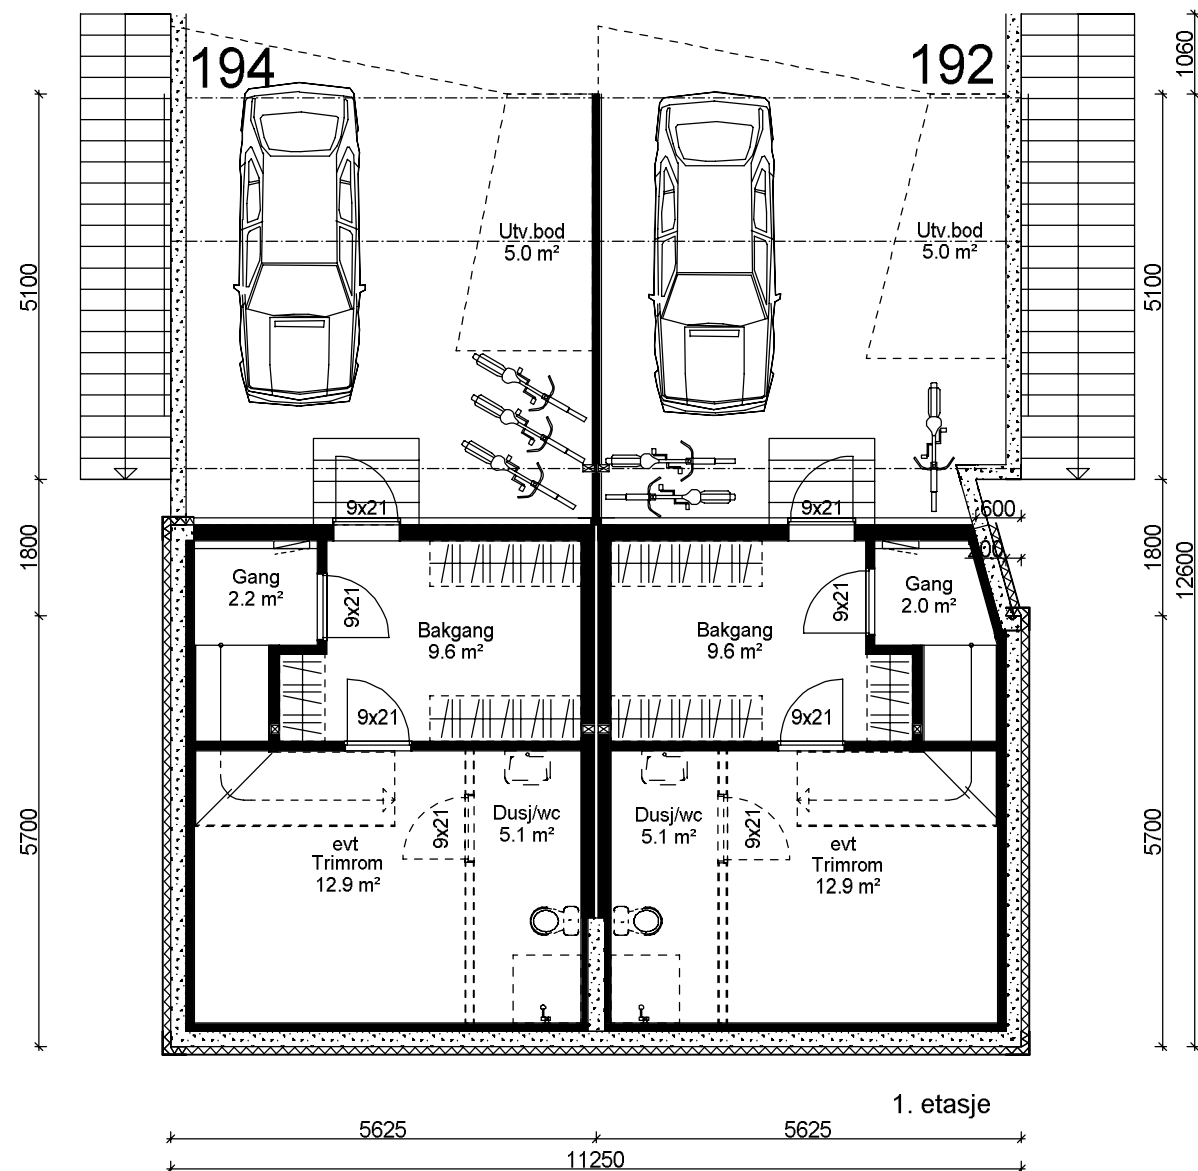 194
192
1060
Utv.bod
5.0 m²
Utv.bod
5.0 m²
5100
5100
9x21
9x21
600
200
1800
1800
12600
Gang
2.2 m²
9x21
Bakgang
9.6 m²
Bakgang
9.6 m²
9x21
Gang
2.0 m²
9x21
9x21
5700
evt
Trimrom
12.9 m²
9x21
Dusj/wc
5.1 m²
Dusj/wc
5.1 m²
9x21
evt
Trimrom
12.9 m²
5700
1. etasje
5625
5625
11250